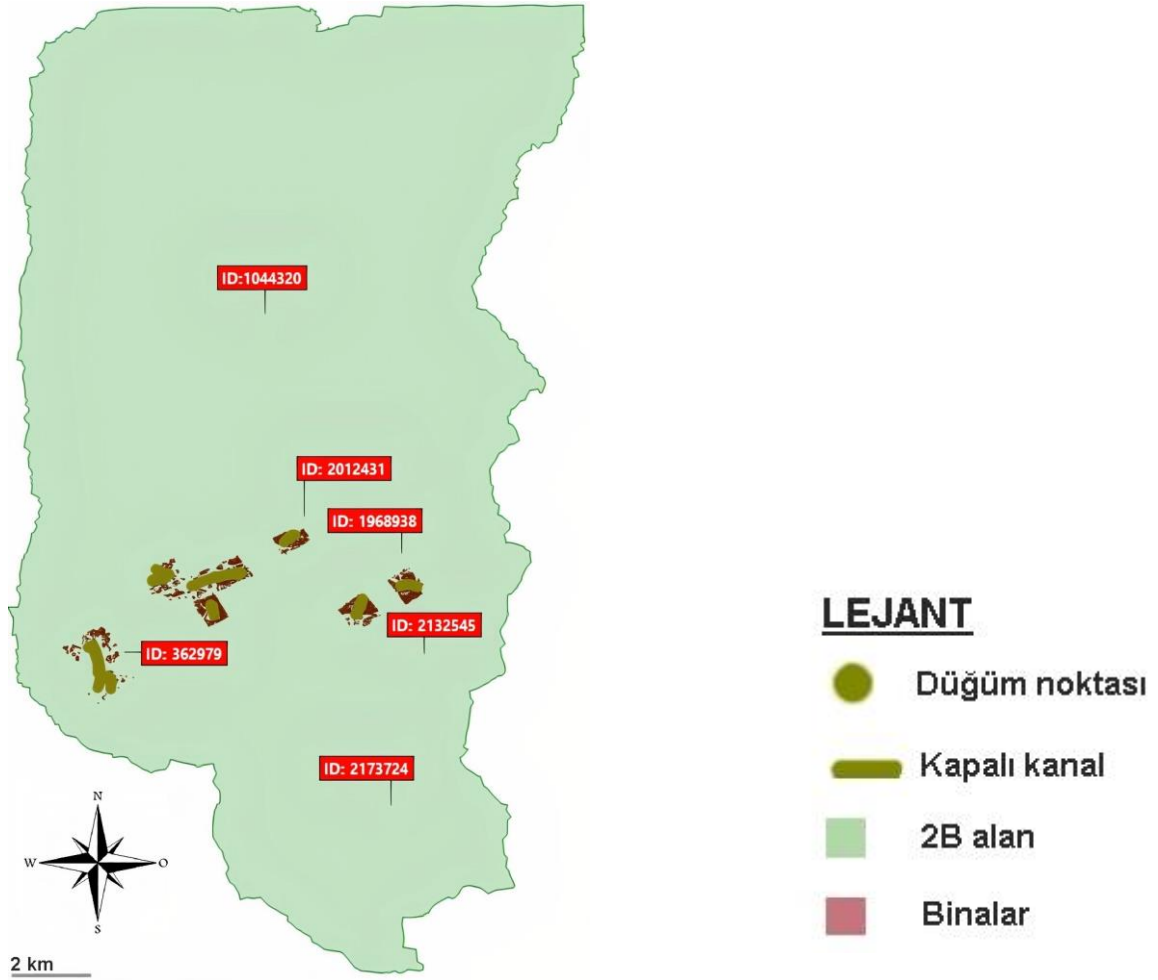 ID:1044320
ID: 2012431
ID: 1968938
ID: 2132545
ID: 362979
ID: 2173724
N
W
O
S
2 km
LEJANT
Düğüm noktası
Kapalı kanal
2B alan
Binalar